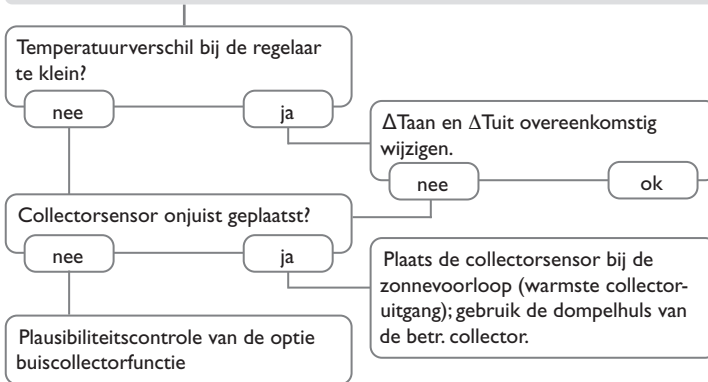 Temperatuurverschil bij de regelaar
te klein?
nee
ja
ΔTaan en ΔTuit overeenkomstig
wijzigen.
nee
ok
Collectorsensor onjuist geplaatst?
nee
ja
Plaats de collectorsensor bij de
zonnevoorloop (warmste collector-
uitgang); gebruik de dompelhuls van
de betr. collector.
Plausibiliteitscontrole van de optie
buiscollectorfunctie